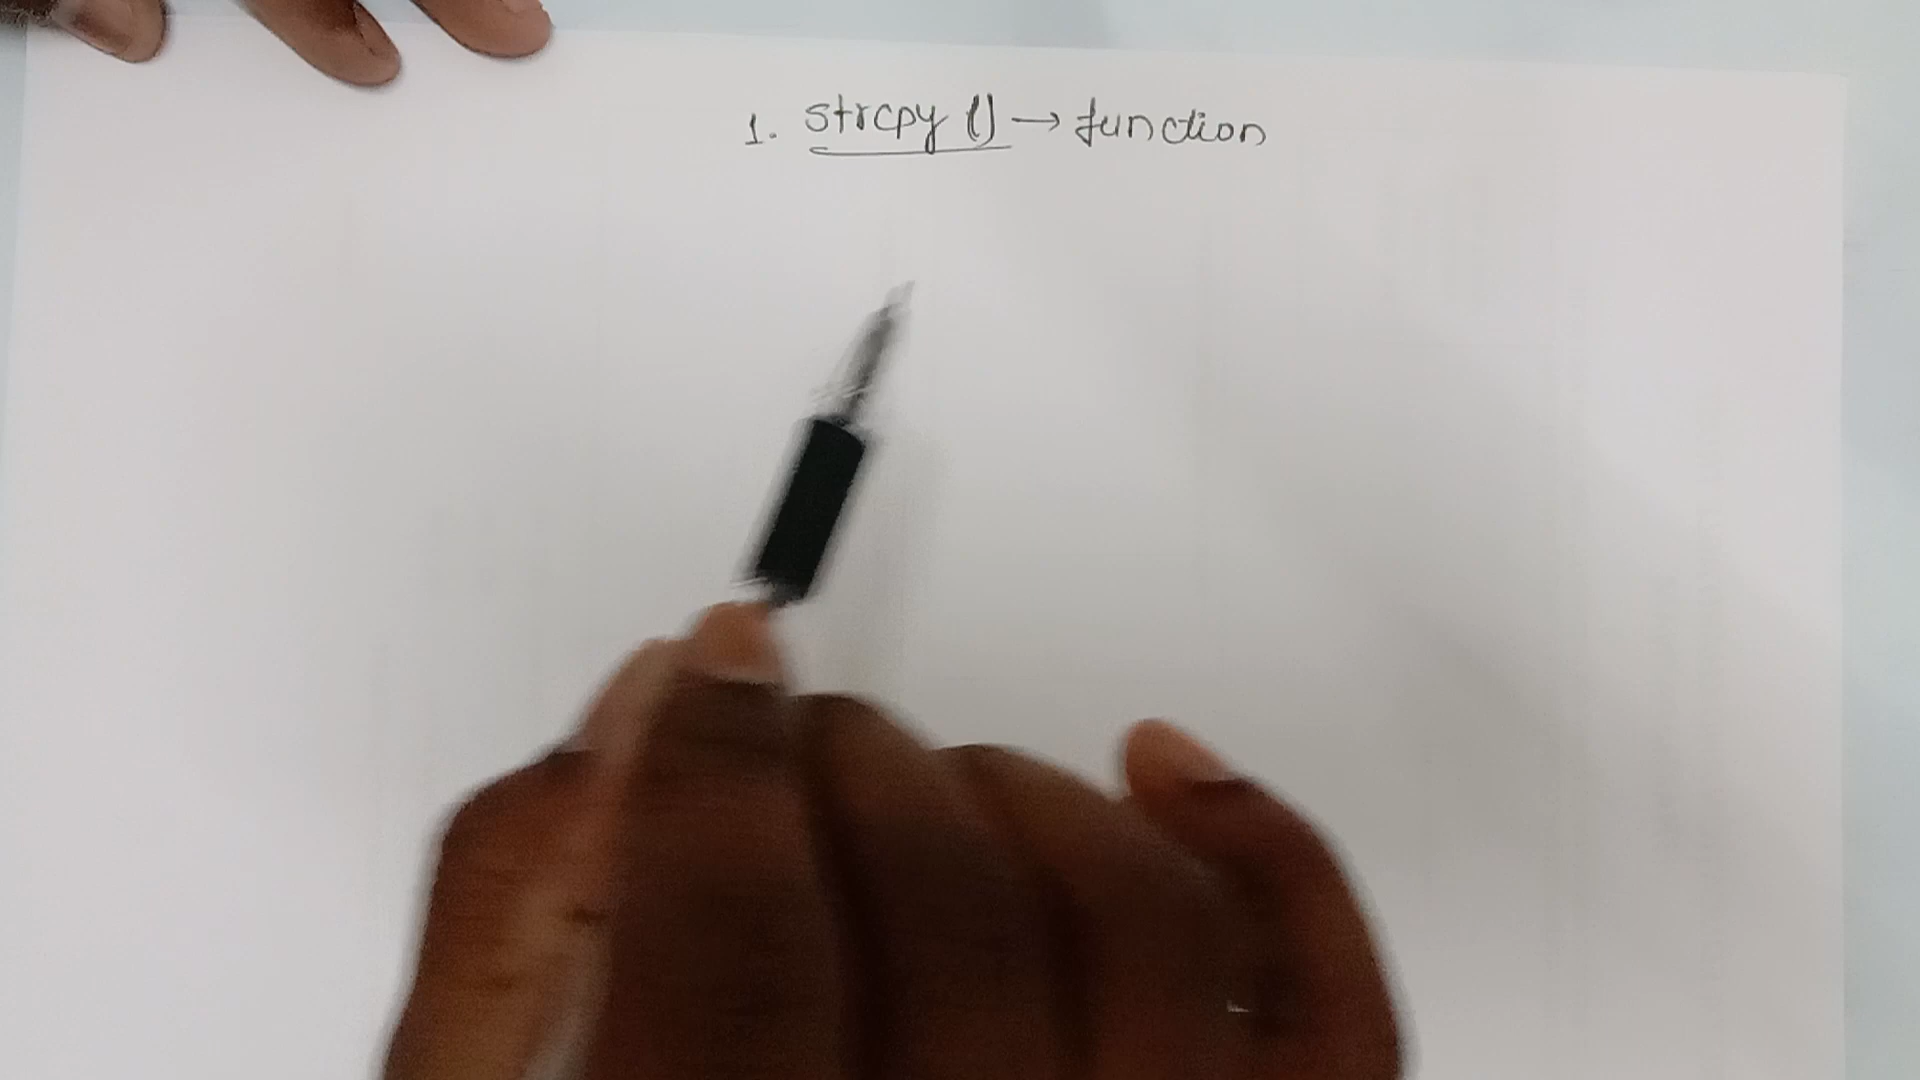 1. strcpy () → function